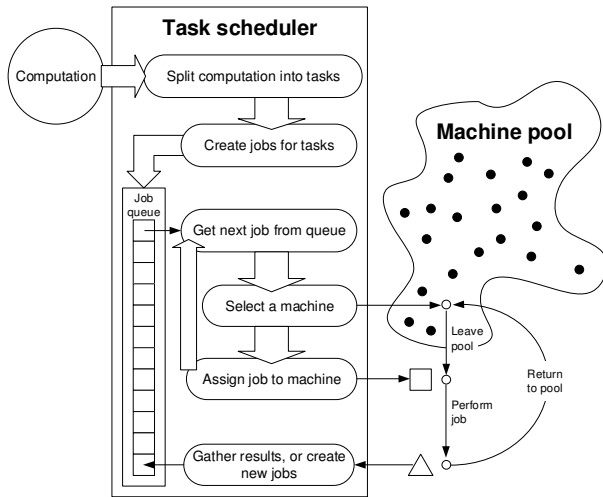 Task scheduler
Computation
Split computation into tasks
Create jobs for tasks
Machine pool
Job
queue
Get next job from queue
Select a machine
Leave
pool
Assign job to machine
Return
to pool
Perform
job
Gather results, or create
new jobs